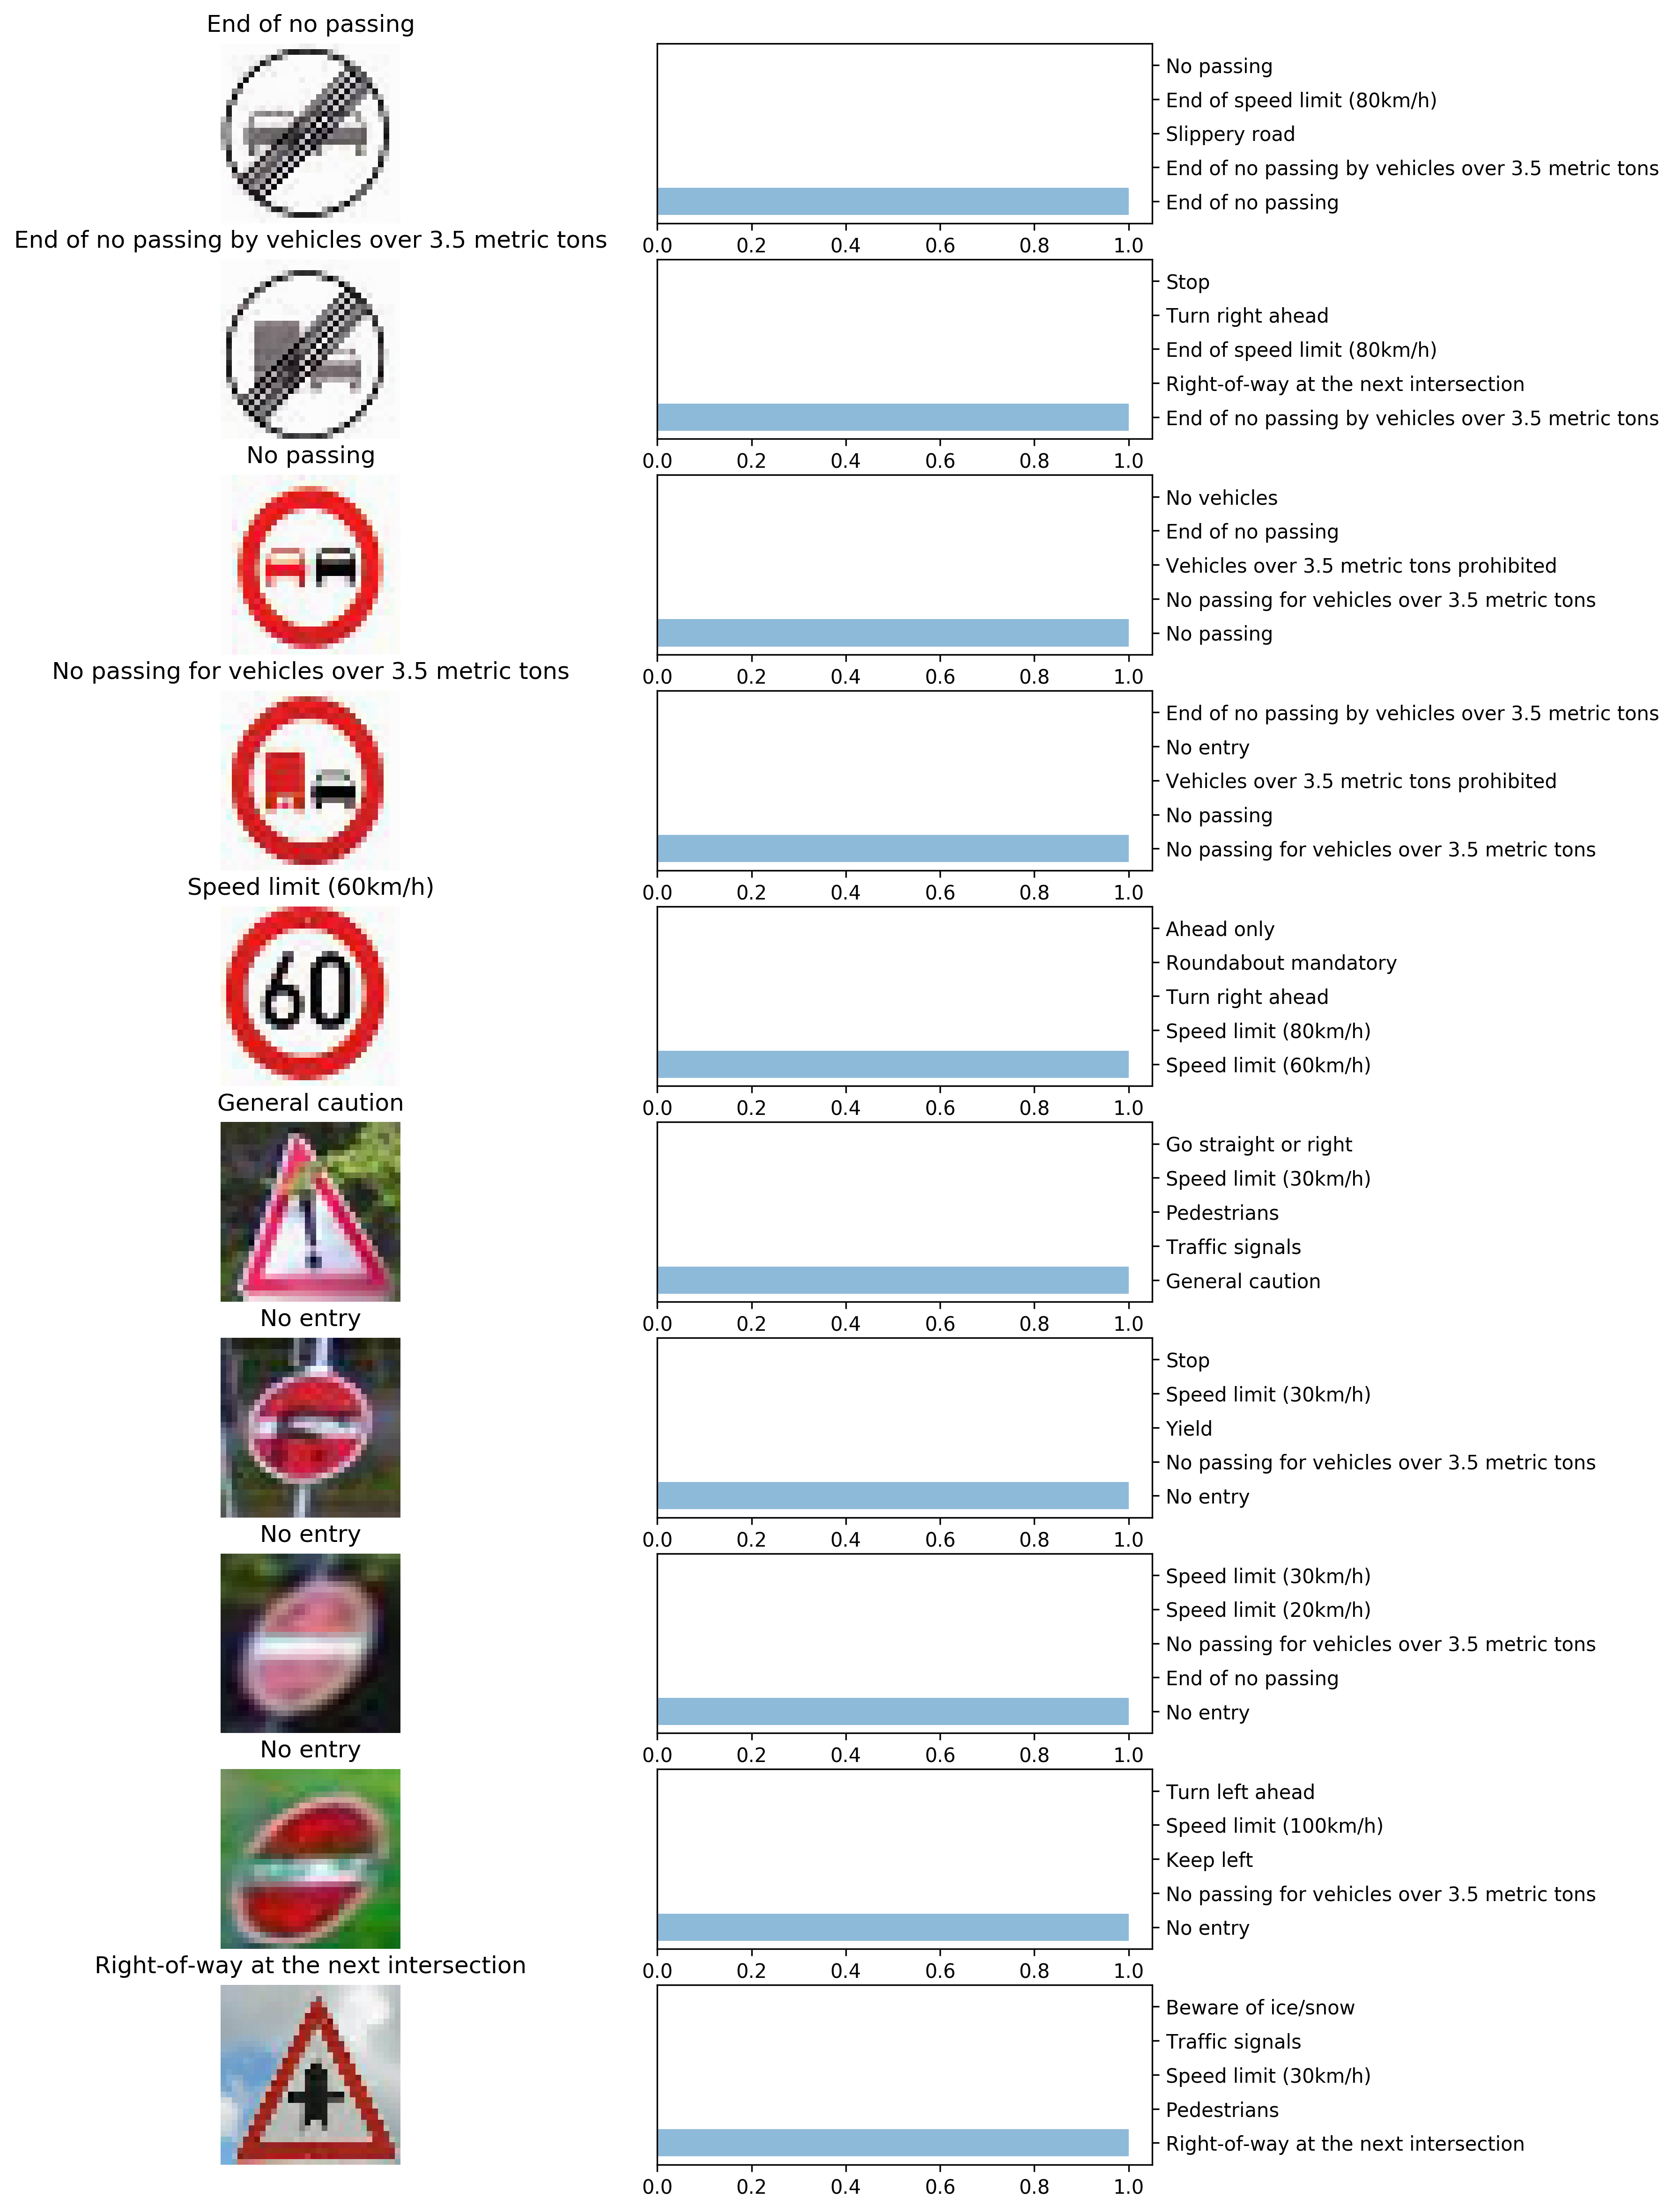 End of no passing
No passing
End of speed limit (80km/h)
Slippery road
End of no passing by vehicles over 3.5 metric tons
End of no passing
0.0 0.2 0.4 0.6 0.8 1.0
End of no passing by vehicles over 3.5 metric tons
Stop
Turn right ahead
End of speed limit (80km/h)
Right-of-way at the next intersection
End of no passing by vehicles over 3.5 metric tons
0.0 0.2 0.4 0.6 0.8 1.0
No passing
No vehicles
End of no passing
Vehicles over 3.5 metric tons prohibited
No passing for vehicles over 3.5 metric tons
No passing
0.0 0.2 0.4 0.6 0.8 1.0
No passing for vehicles over 3.5 metric tons
End of no passing by vehicles over 3.5 metric tons
No entry
Vehicles over 3.5 metric tons prohibited
No passing
No passing for vehicles over 3.5 metric tons
0.0 0.2 0.4 0.6 0.8 1.0
Speed limit (60km/h)
60
Ahead only
Roundabout mandatory
Turn right ahead
Speed limit (80km/h)
Speed limit (60km/h)
0.0 0.2 0.4 0.6 0.8 1.0
General caution
!
Go straight or right
Speed limit (30km/h)
Pedestrians
Traffic signals
General caution
0.0 0.2 0.4 0.6 0.8 1.0
No entry
Stop
Speed limit (30km/h)
Yield
No passing for vehicles over 3.5 metric tons
No entry
0.0 0.2 0.4 0.6 0.8 1.0
No entry
Speed limit (30km/h)
Speed limit (20km/h)
No passing for vehicles over 3.5 metric tons
End of no passing
No entry
0.0 0.2 0.4 0.6 0.8 1.0
No entry
Turn left ahead
Speed limit (100km/h)
Keep left
No passing for vehicles over 3.5 metric tons
No entry
0.0 0.2 0.4 0.6 0.8 1.0
Right-of-way at the next intersection
Beware of ice/snow
Traffic signals
Speed limit (30km/h)
Pedestrians
Right-of-way at the next intersection
0.0 0.2 0.4 0.6 0.8 1.0